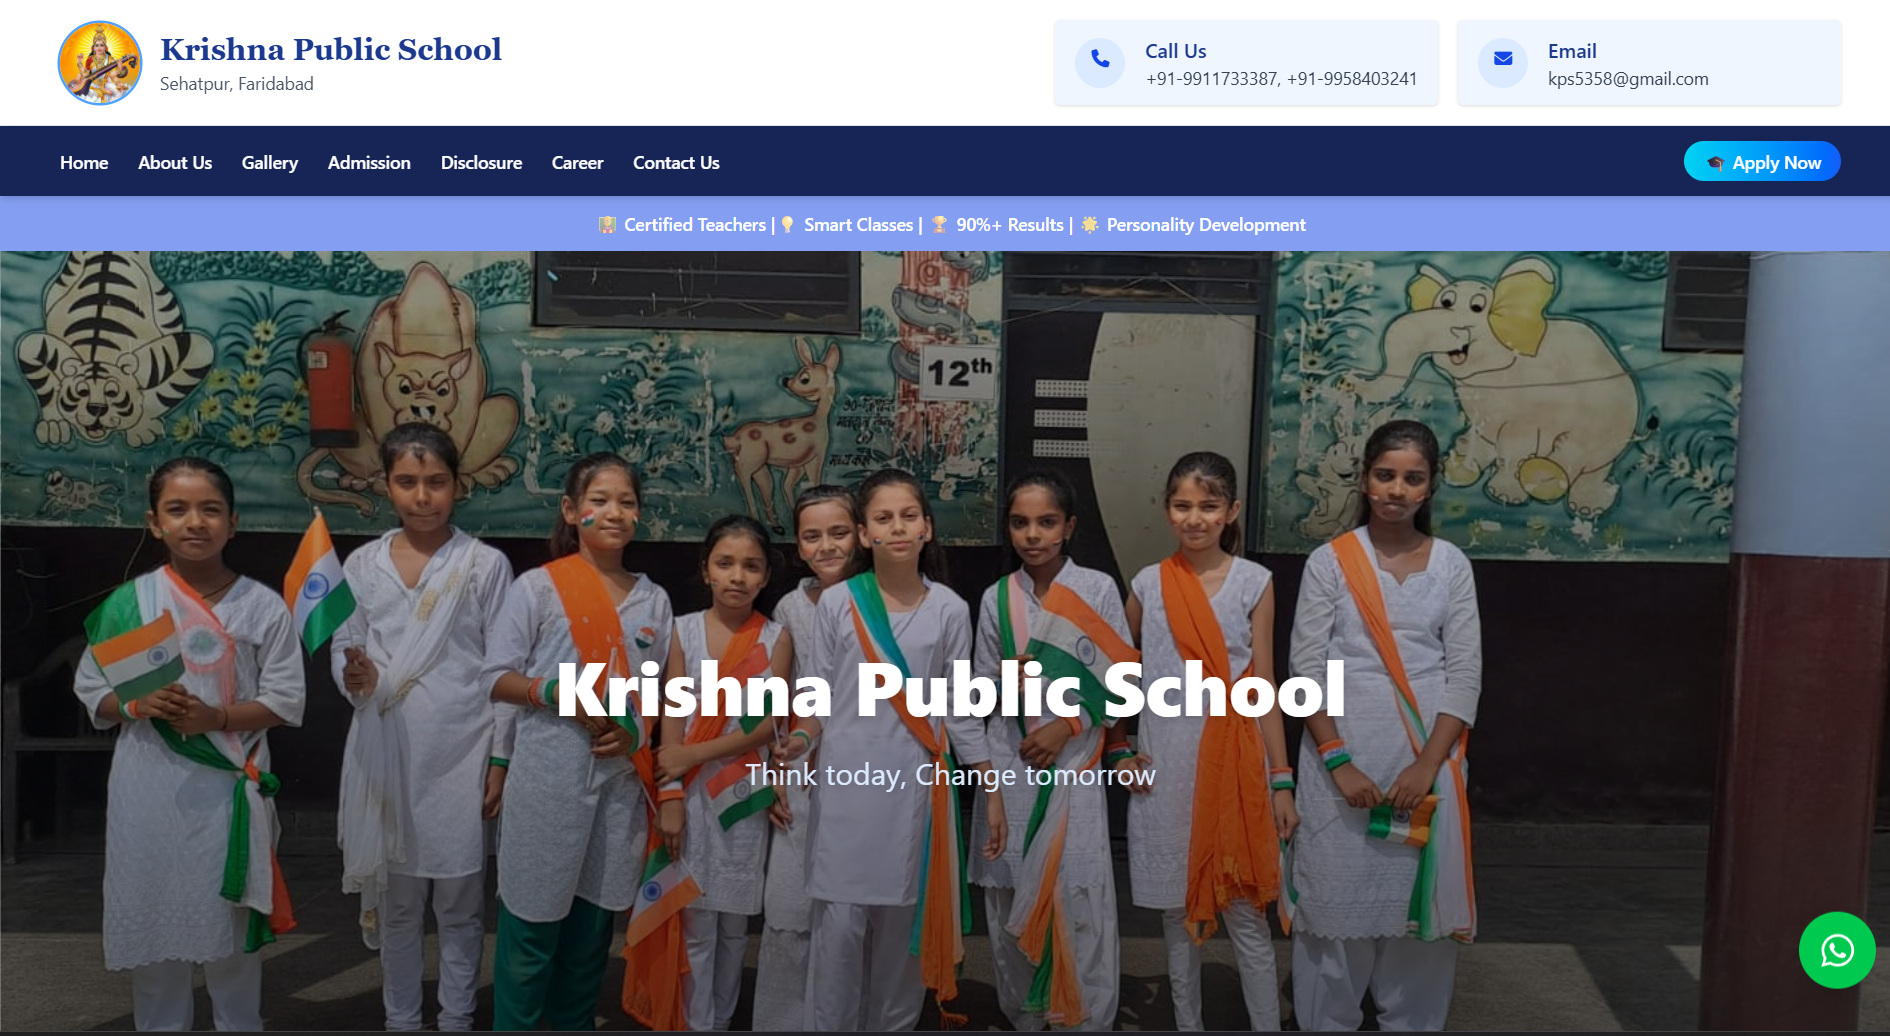 Krishna Public School
Sehatpur, Faridabad
Call Us
+91-9911733387, +91-9958403241
Email
kps5358@gmail.com
Home About Us Gallery Admission Disclosure Career Contact Us
🎓 Apply Now
👩‍🏫 Certified Teachers | 💡 Smart Classes | 🏆 90%+ Results | 🌟 Personality Development
12th
Krishna Public School
Think today, Change tomorrow